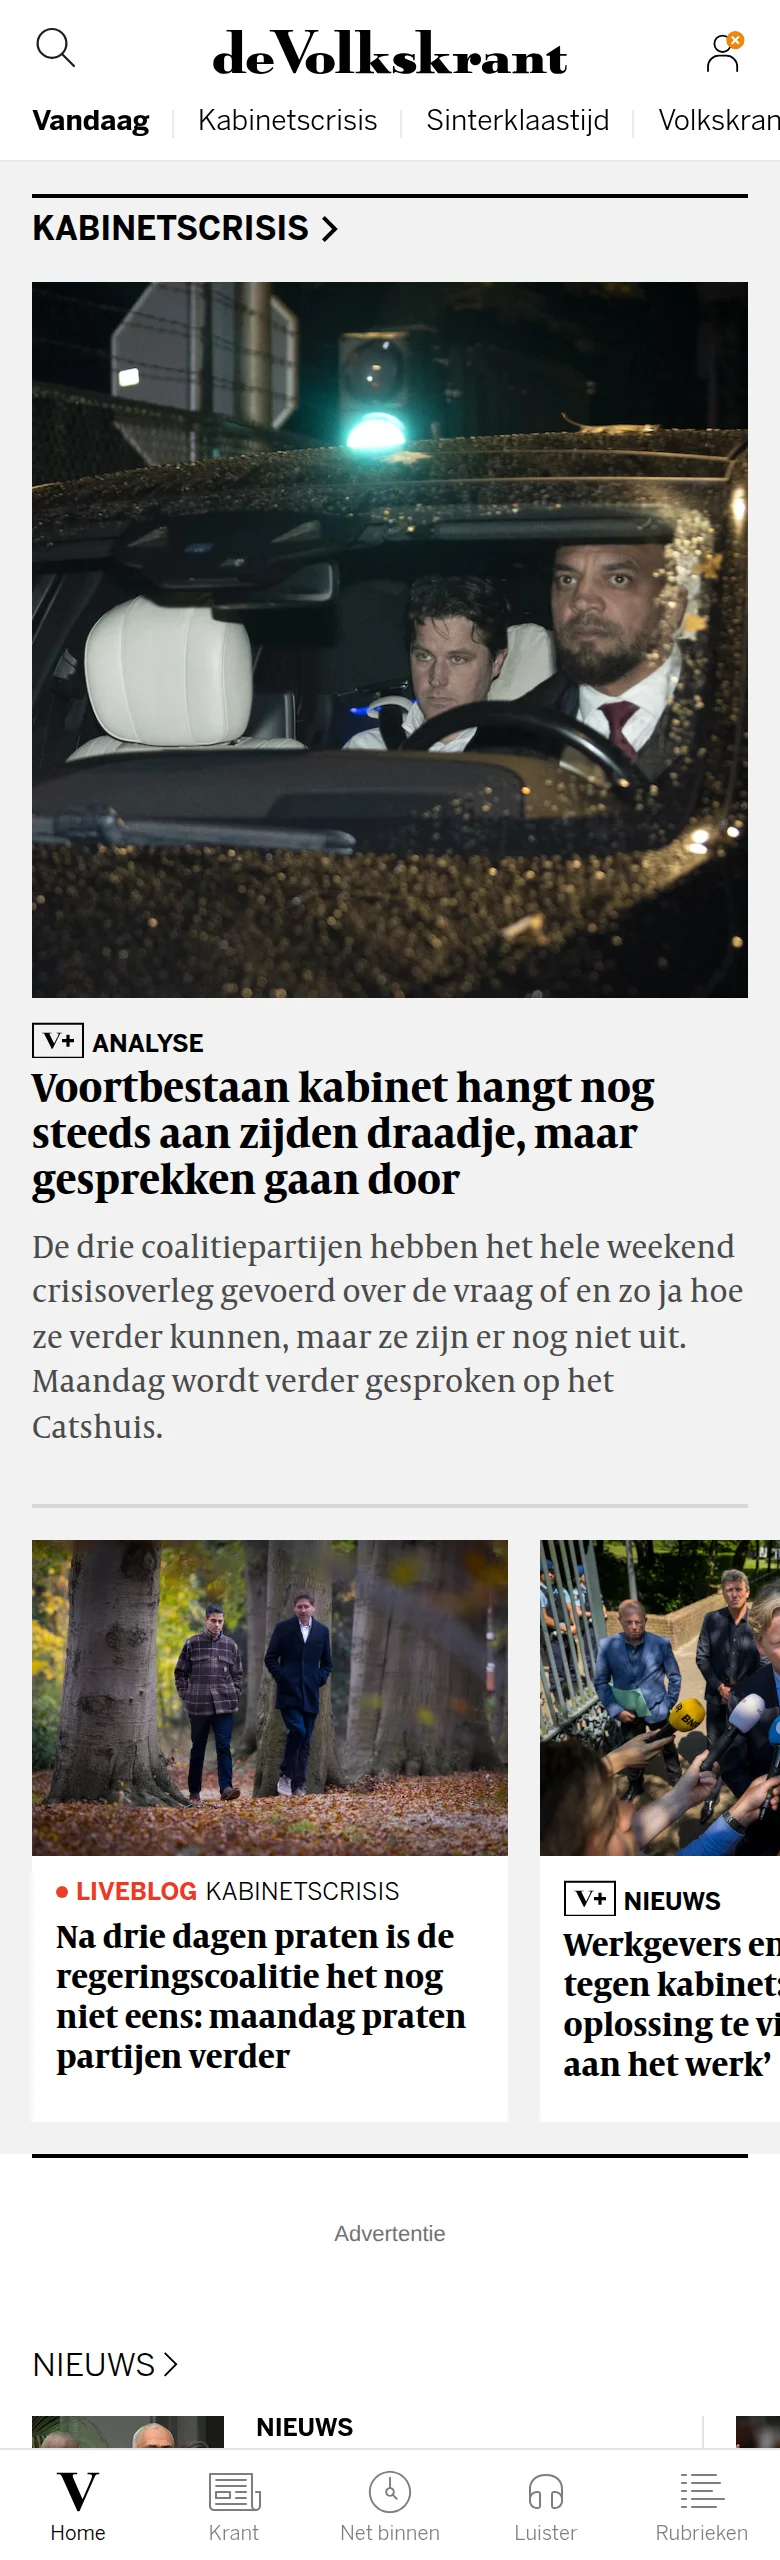 deVolkskrant
Vandaag
Kabinetscrisis
Sinterklaastijd
KABINETSCRISIS
V+ ANALYSE
Voortbestaan kabinet hangt nog
steeds aan zijden draadje, maar
gesprekken gaan door
De drie coalitiepartijen hebben het hele weekend
crisisoverleg gevoerd over de vraag of en zo ja hoe
ze verder kunnen, maar ze zijn er nog niet uit.
Maandag wordt verder gesproken op het
Catshuis.
LIVEBLOG KABINETSCRISIS
Na drie dagen praten is de
regeringscoalitie het nog
niet eens: maandag praten
partijen verder
BNR
V+ NIEUWS
Werkgevers en
tegen kabinet:
oplossing te vi
aan het werk’
Advertentie
NIEUWS
NIEUWS
V
Home
Krant
Net binnen
Luister
Rubrieken